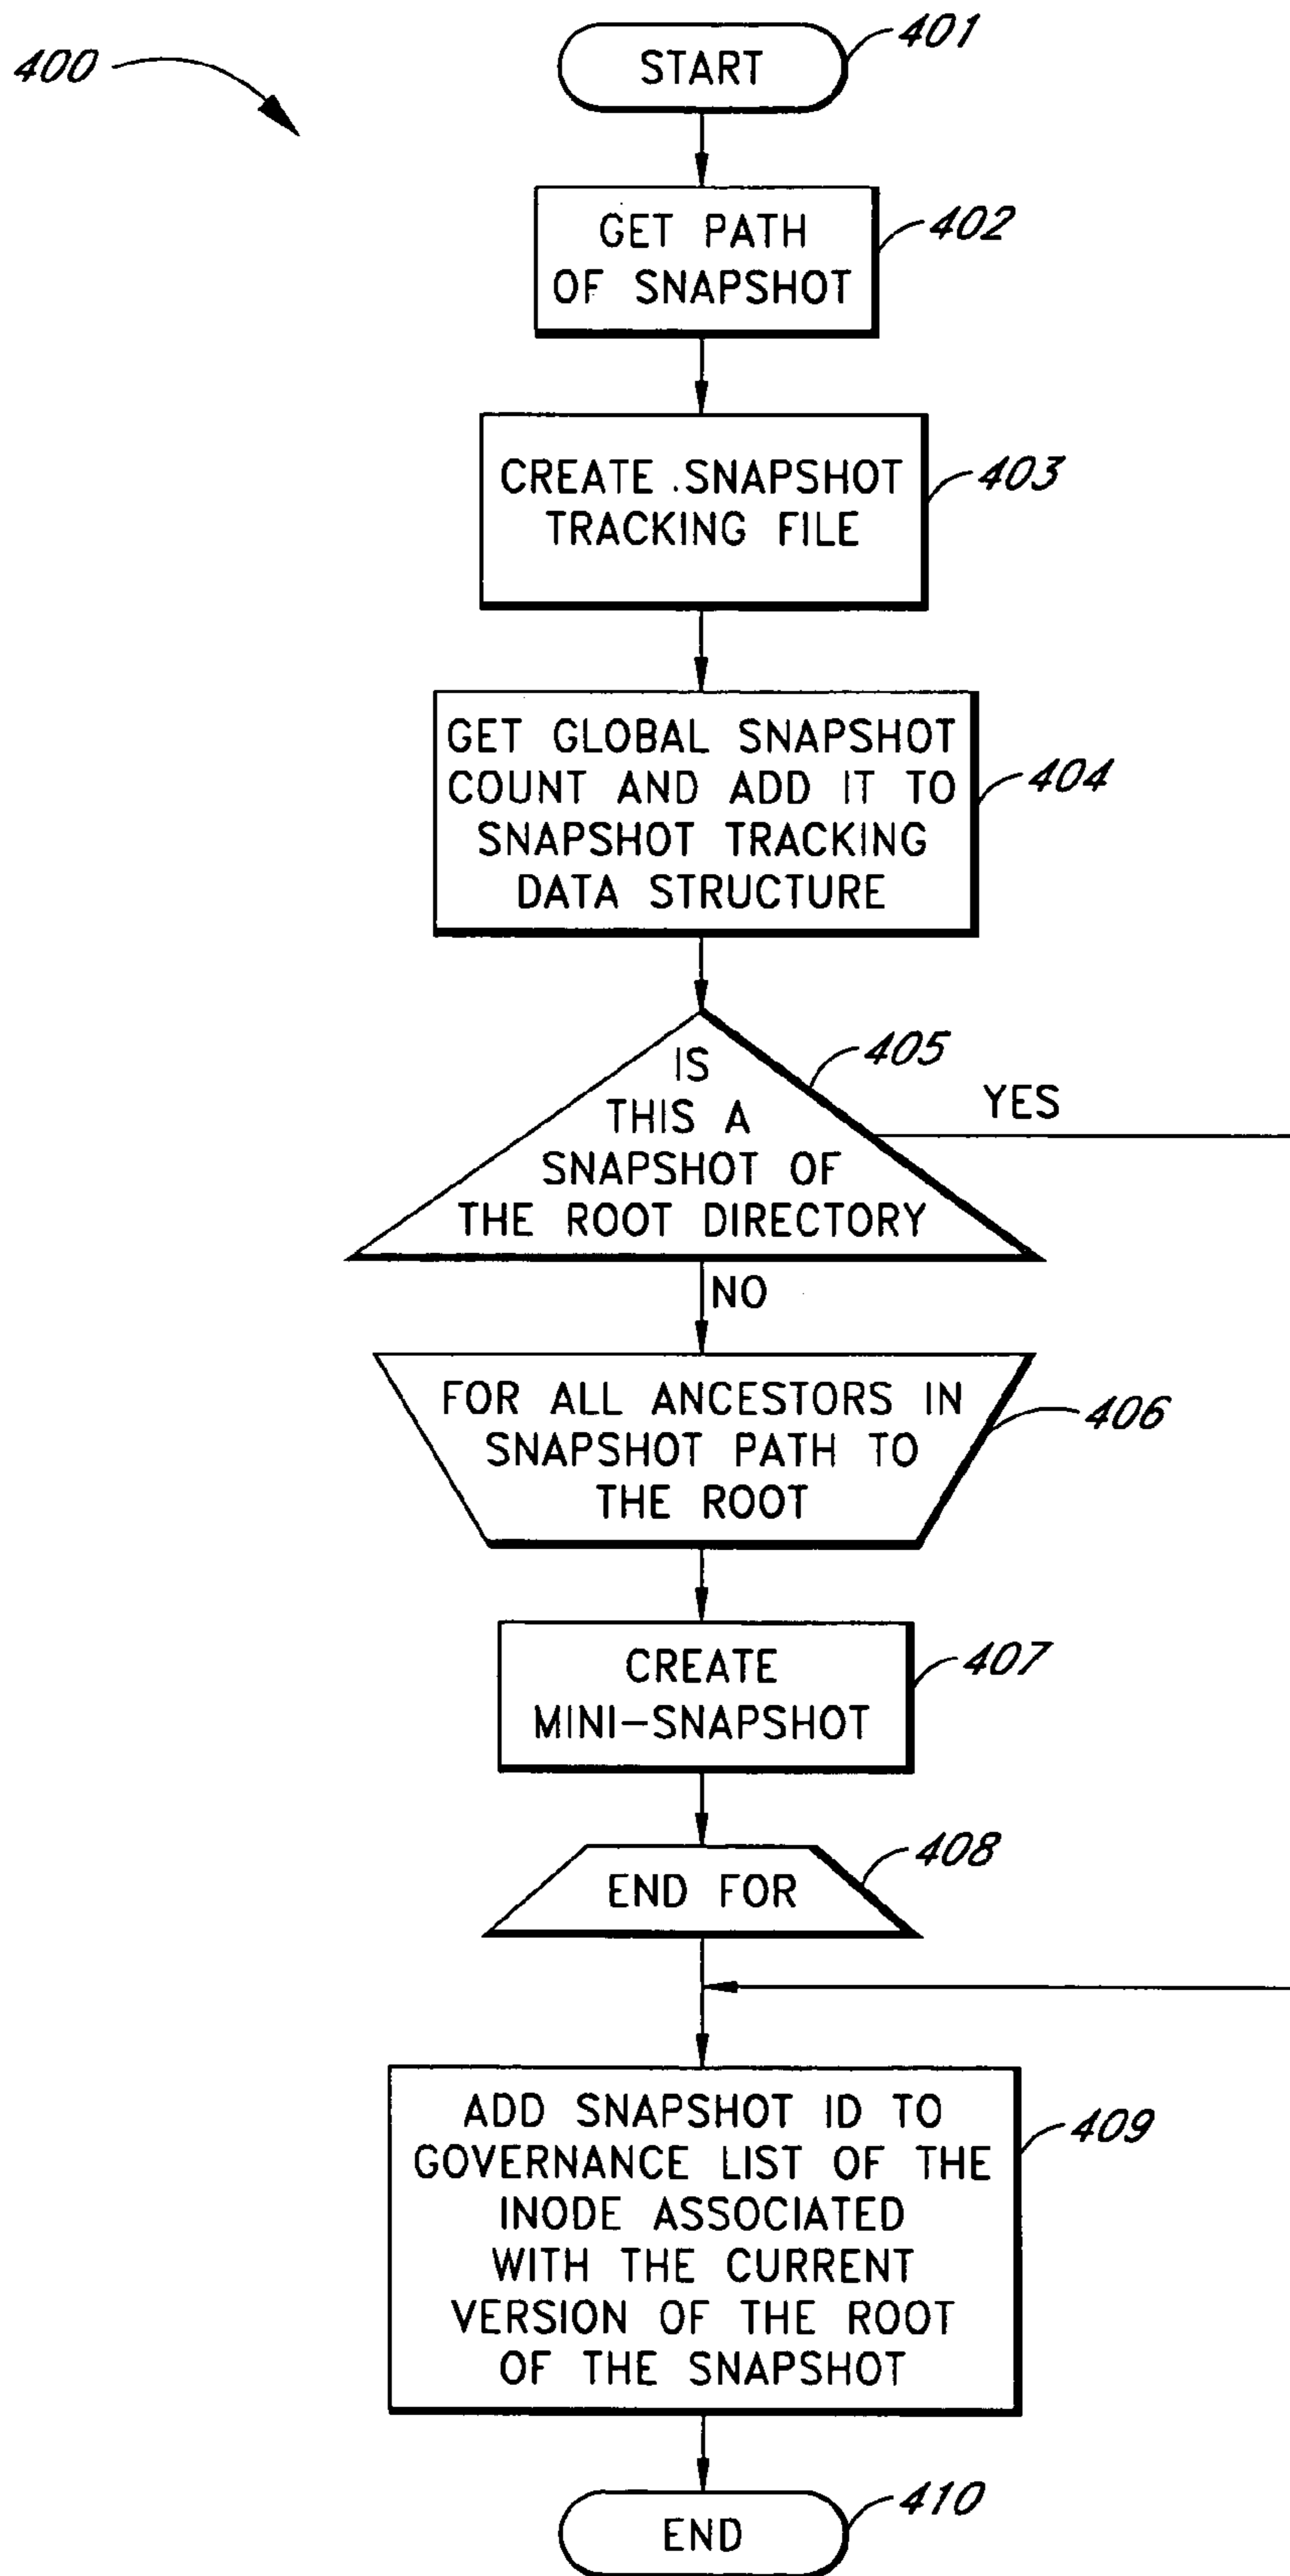 400
START
401
GET PATH
OF SNAPSHOT
402
CREATE .SNAPSHOT
TRACKING FILE
403
GET GLOBAL SNAPSHOT
COUNT AND ADD IT TO
SNAPSHOT TRACKING
DATA STRUCTURE
404
IS
THIS A
SNAPSHOT OF
THE ROOT DIRECTORY
405
YES
NO
FOR ALL ANCESTORS IN
SNAPSHOT PATH TO
THE ROOT
406
CREATE
MINI-SNAPSHOT
407
END FOR
408
ADD SNAPSHOT ID TO
GOVERNANCE LIST OF THE
INODE ASSOCIATED
WITH THE CURRENT
VERSION OF THE ROOT
OF THE SNAPSHOT
409
END
410